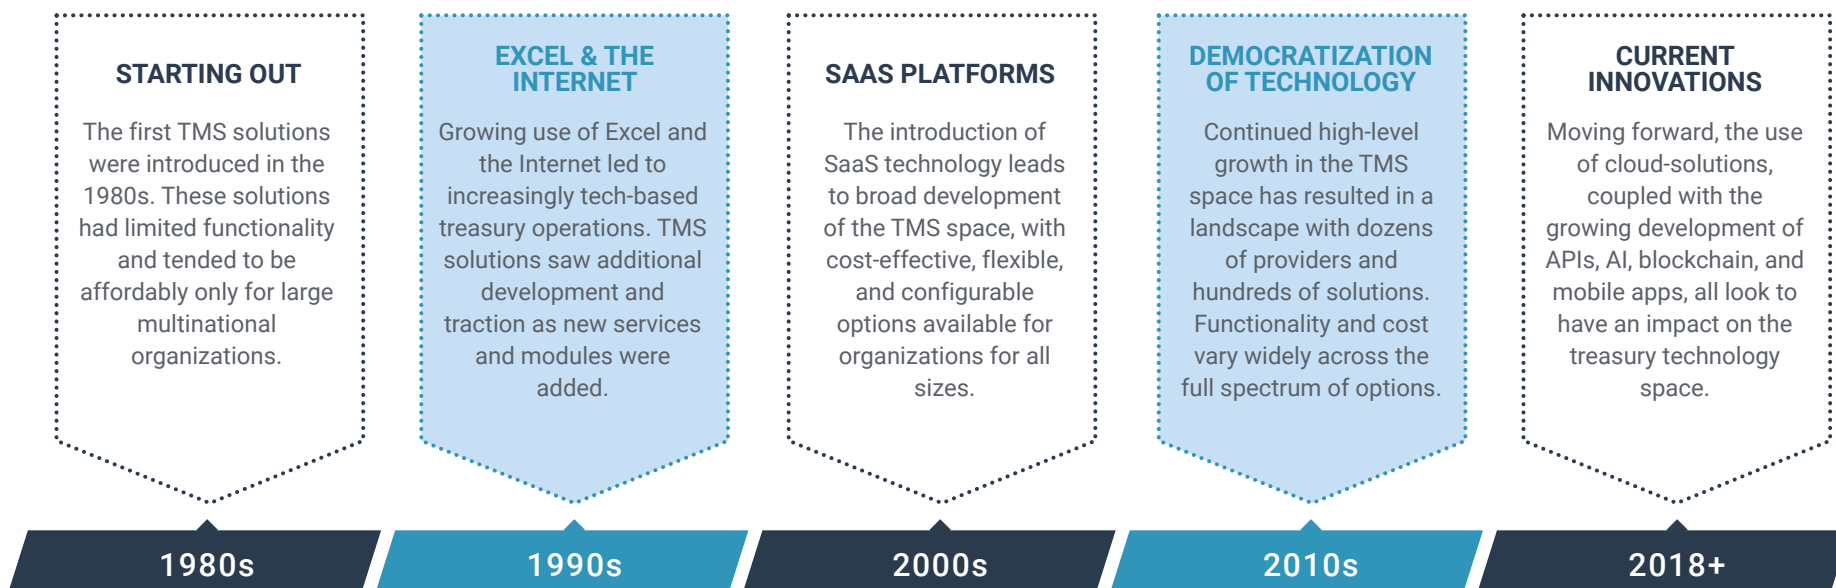 STARTING OUT
The first TMS solutions
were introduced in the
1980s. These solutions
had limited functionality
and tended to be
affordably only for large
multinational
organizations.
1980s
EXCEL & THE
INTERNET
Growing use of Excel and
the Internet led to
increasingly tech-based
treasury operations. TMS
solutions saw additional
development and
traction as new services
and modules were
added.
1990s
SAAS PLATFORMS
The introduction of
SaaS technology leads
to broad development
of the TMS space, with
cost-effective, flexible,
and configurable
options available for
organizations for all
sizes.
2000s
DEMOCRATIZATION
OF TECHNOLOGY
Continued high-level
growth in the TMS
space has resulted in a
landscape with dozens
of providers and
hundreds of solutions.
Functionality and cost
vary widely across the
full spectrum of options.
2010s
CURRENT
INNOVATIONS
Moving forward, the use
of cloud-solutions,
coupled with the
growing development of
APIs, AI, blockchain, and
mobile apps, all look to
have an impact on the
treasury technology
space.
2018+